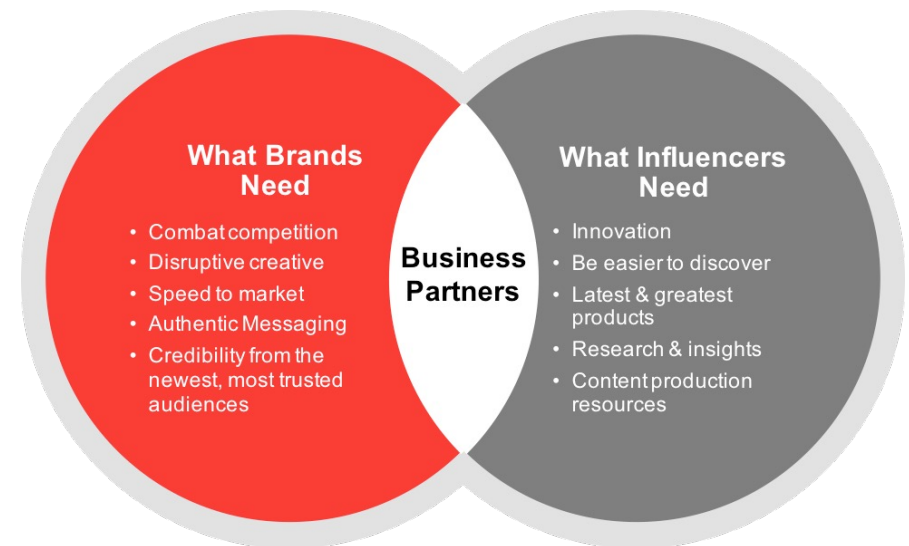 What Brands
Need
• Combat competition
• Disruptive creative
• Speed to market
• Authentic Messaging
• Credibility from the
newest, most trusted
audiences
Business
Partners
What Influencers
Need
• Innovation
• Be easier to discover
• Latest & greatest
products
• Research & insights
• Content production
resources